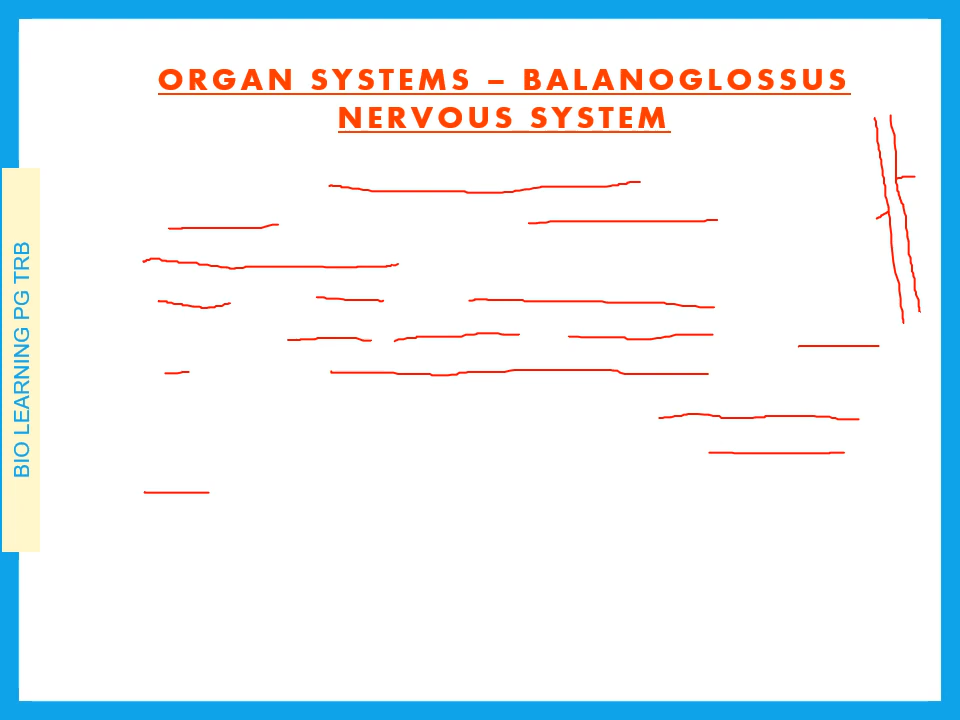 ORGAN SYSTEMS – BALANOGLOSSUS
NERVOUS SYSTEM
BIO LEARNING PG TRB